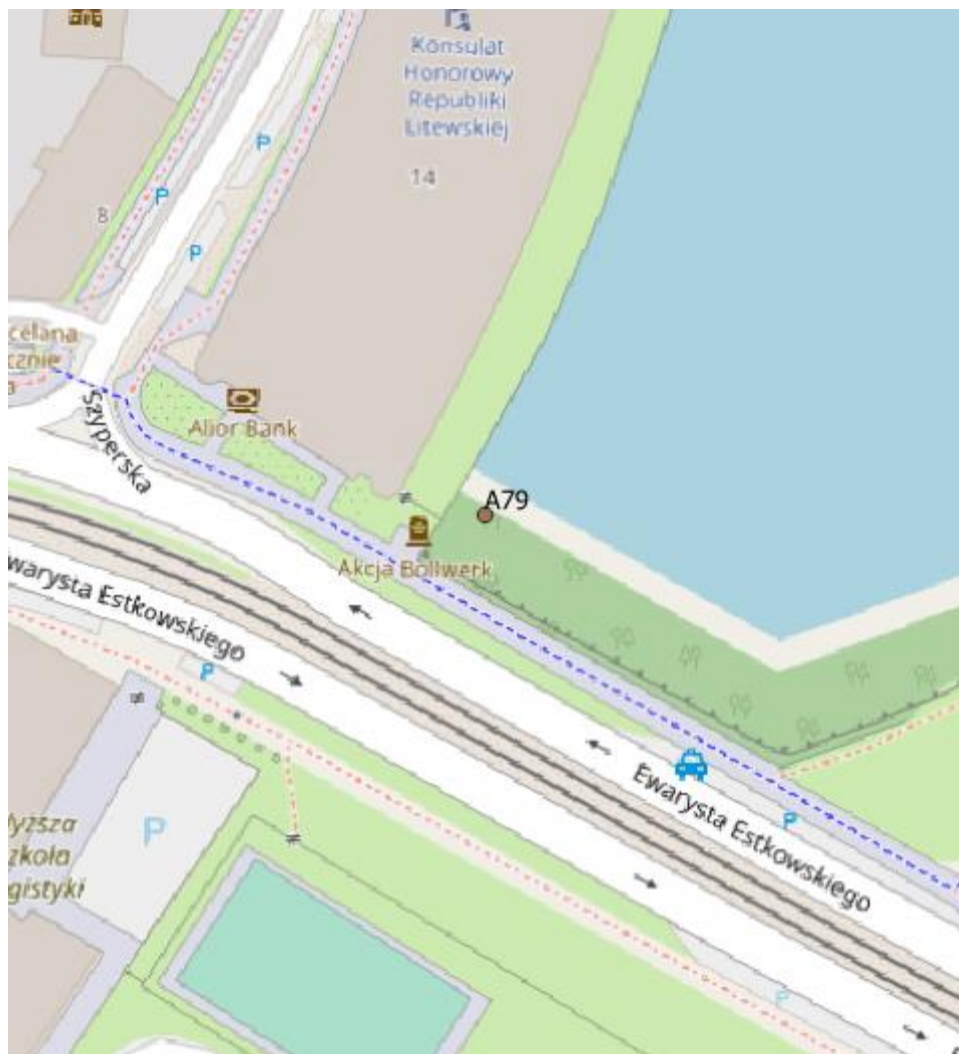 Konsulat
Honorowy
Republiki
Litewskiej
14
P
P
8
P
celana
cznie
a
Szyperska
Alior Bank
A79
Akcja Bollwerk
warysta Estkowskiego
P
Ewarysta Estkowskiego
P
P
yższa
zkoła
gistyki
P